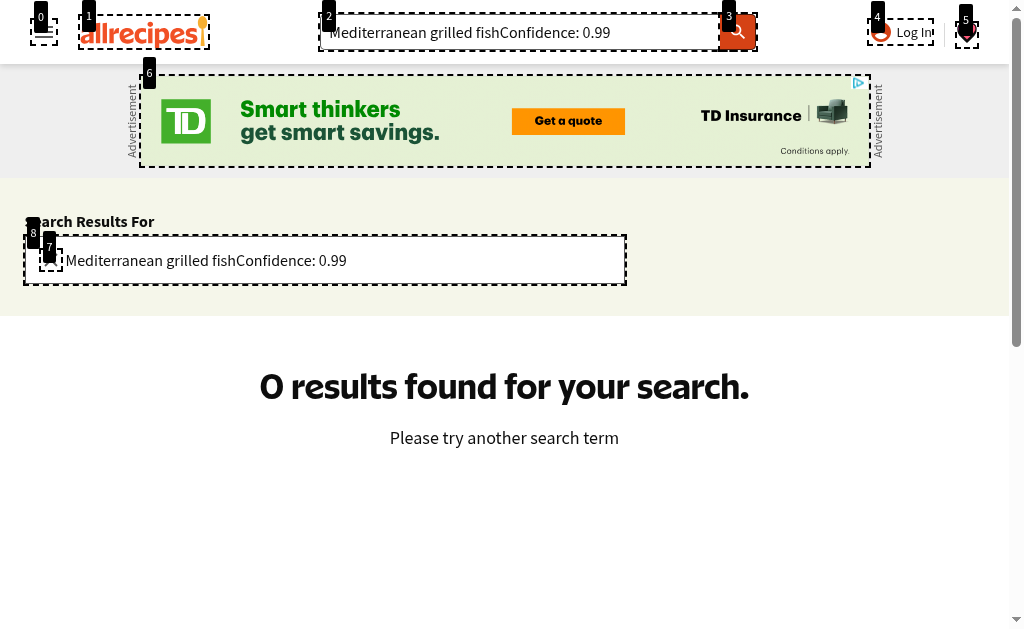 0
1
allrecipes
2
Mediterranean grilled fishConfidence: 0.99
3
4
Log In
5
6
Advertisement
TD
Smart thinkers
get smart savings.
Get a quote
TD Insurance
Conditions apply.
Advertisement
Search Results For
8
7
Mediterranean grilled fishConfidence: 0.99
0 results found for your search.
Please try another search term